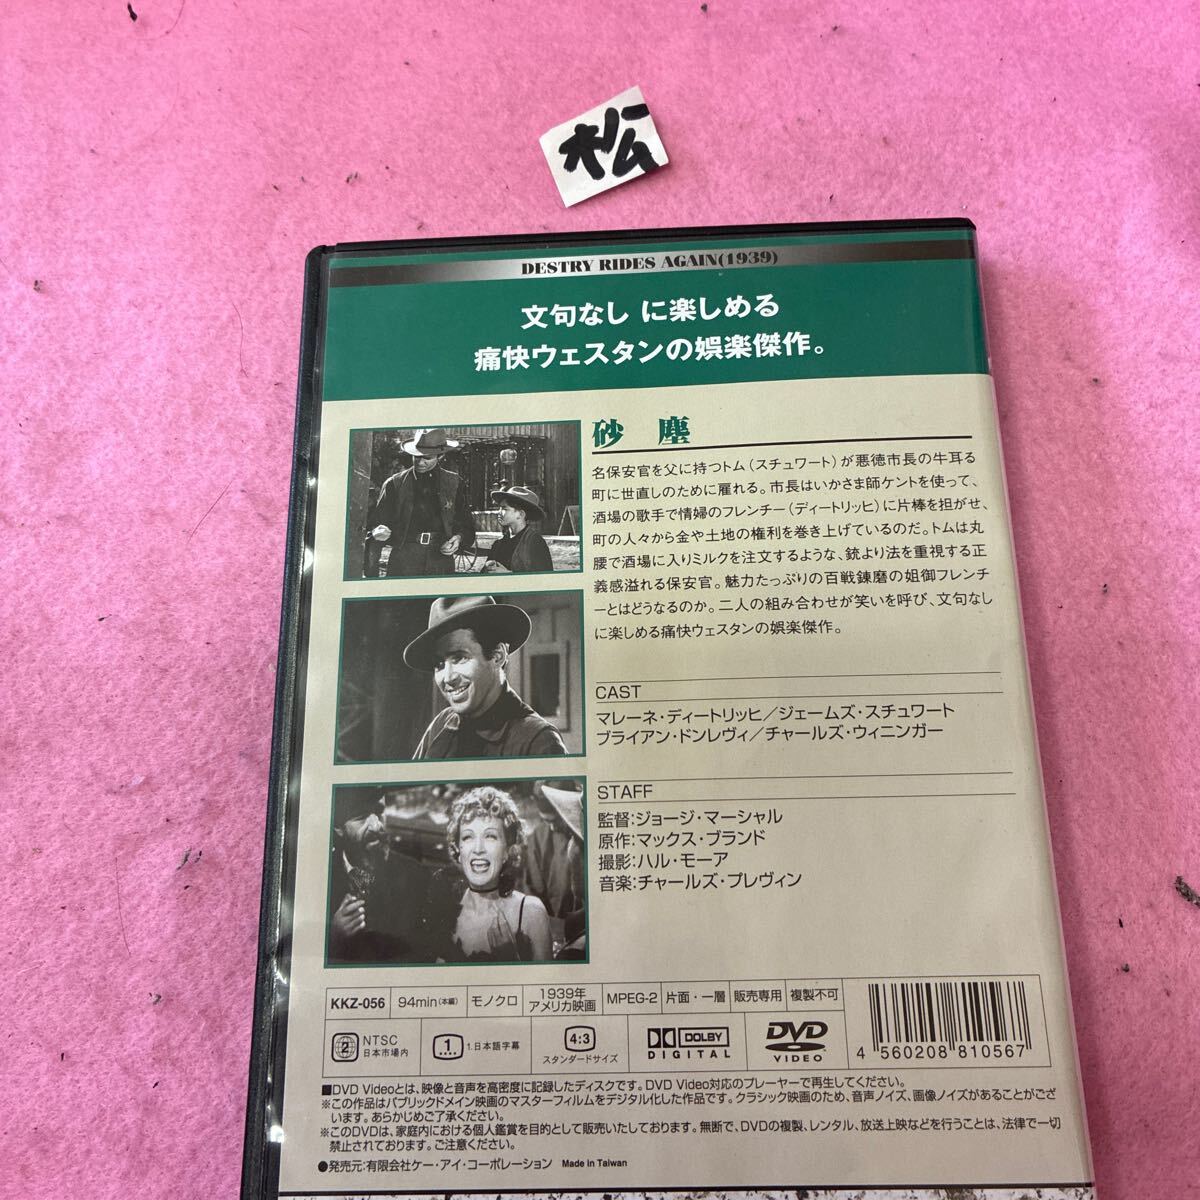 松
DESTRY RIDES AGAIN(1939)
文句なし に楽しめる
痛快ウェスタンの娯楽傑作。
砂塵
名保安官を父に持つトム(スチュワート)が悪徳市長の牛耳る
町に世直しのために雇れる。市長はいかさま師ケントを使って、
酒場の歌手で情婦のフレンチー(ディートリッヒ)に片棒を担がせ、
町の人々から金や土地の権利を巻き上げているのだ。トムは丸
腰で酒場に入りミルクを注文するような、銃より法を重視する正
義感溢れる保安官。魅力たっぷりの百戦錬磨の姐御フレンチ
ーとはどうなるのか。二人の組み合わせが笑いを呼び、文句なし
に楽しめる痛快ウェスタンの娯楽傑作。
CAST
マレーネ・ディートリッヒ/ジェームズ・スチュワート
ブライアン・ドンレヴィ/チャールズ・ウィニンガー
STAFF
監督:ジョージ・マーシャル
原作:マックス・ブランド
撮影:ハル・モーア
音楽:チャールズ・プレヴィン
KKZ-056 94min(本編) モノクロ 1939年 アメリカ映画 MPEG-2 片面・一層 販売専用 複製不可
2 NTSC 日本市場内 1 1.日本語字幕 4:3 スタンダードサイズ DOLBY DIGITAL DVD VIDEO
4 560208 810567
■DVD Videoとは、映像と音声を高密度に記録したディスクです。DVD Video対応のプレーヤーで再生してください。
※この作品はパブリックドメイン映画のマスターフィルムをデジタル化した作品です。クラシック映画のため、音声ノイズ、画像ノイズがあることがござ
います。あらかじめご了承ください。
※このDVDは、家庭内における個人鑑賞を目的として販売いたしております。無断で、DVDの複製、レンタル、放送上映などを行うことは、法律で一切
禁止されております。ご注意ください。
●発売元:有限会社ケー・アイ・コーポレーション Made in Taiwan